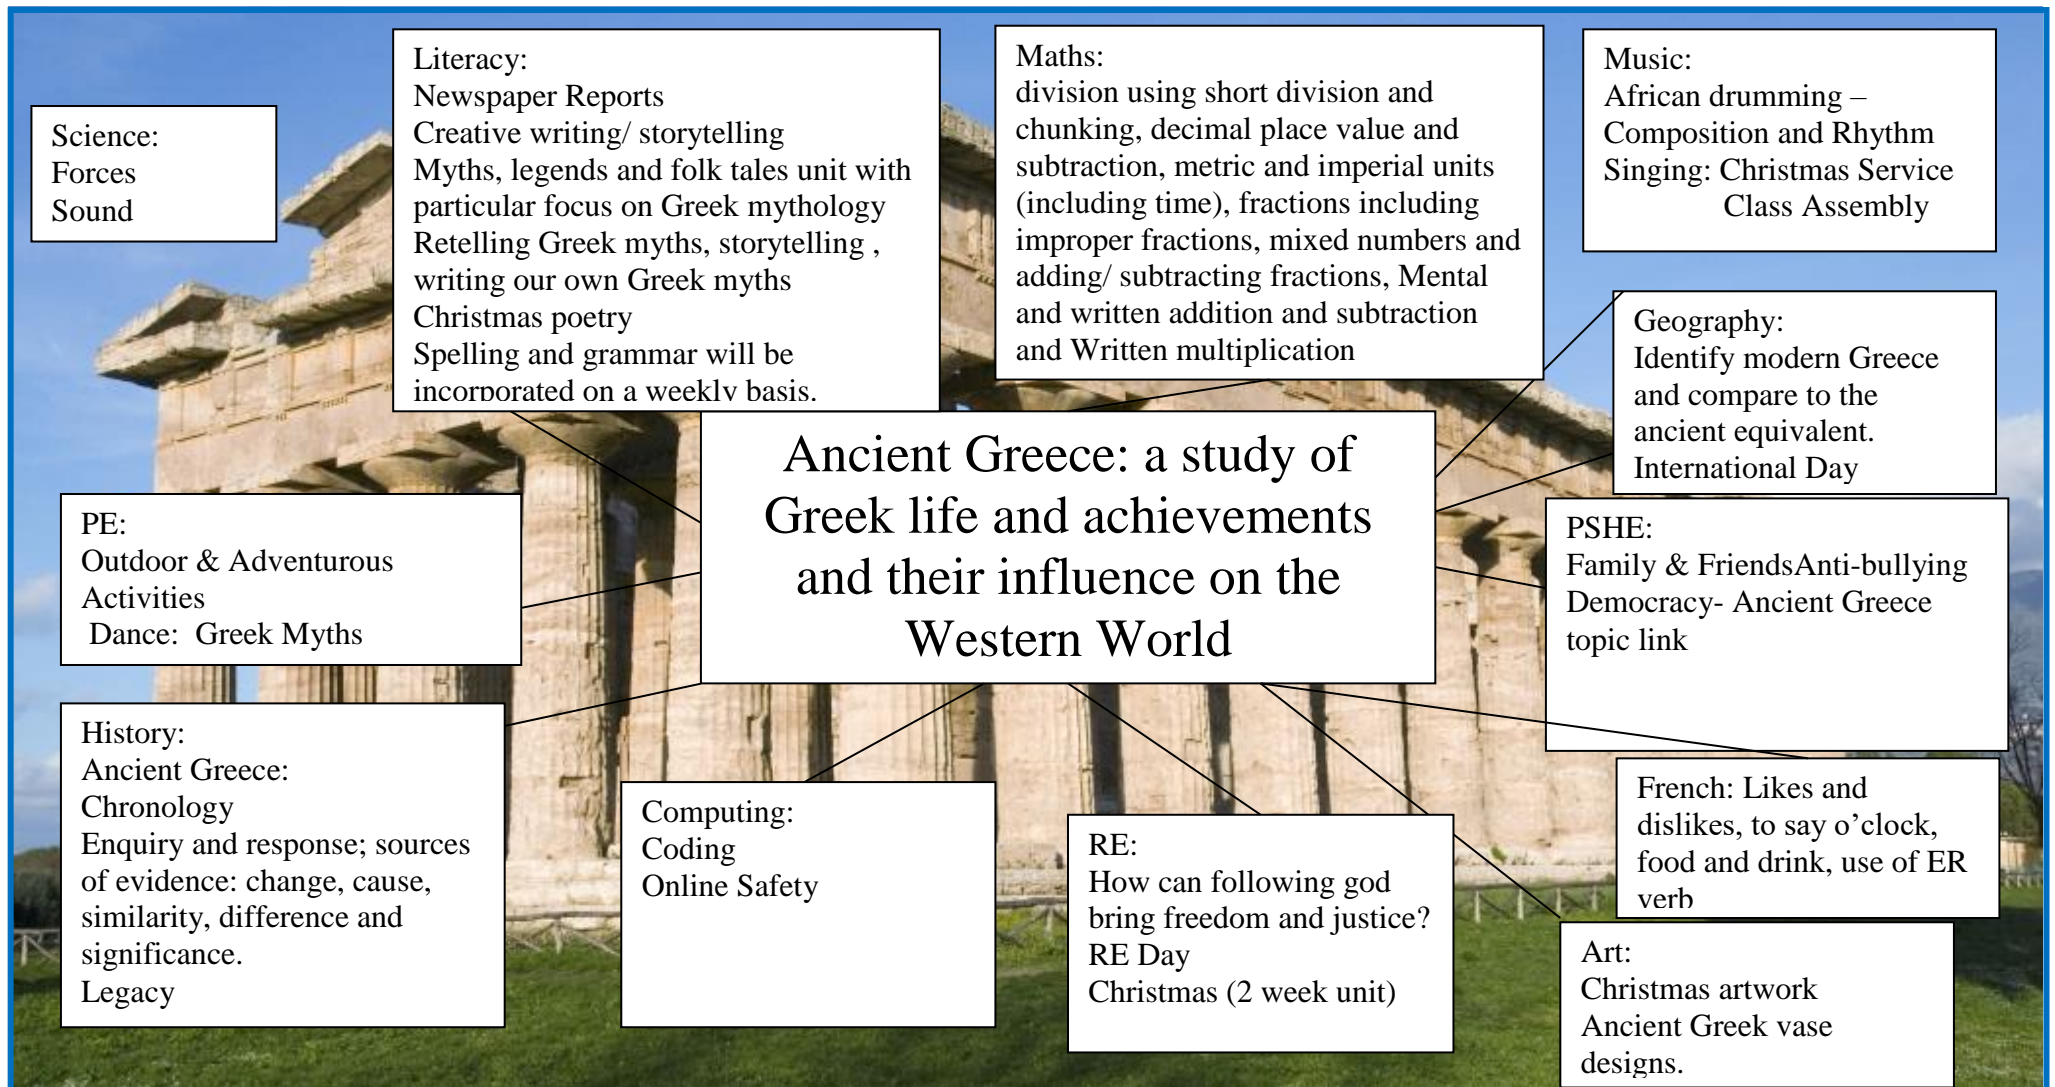 Science:
Forces
Sound
Literacy:
Newspaper Reports
Creative writing/ storytelling
Myths, legends and folk tales unit with
particular focus on Greek mythology
Retelling Greek myths, storytelling ,
writing our own Greek myths
Christmas poetry
Spelling and grammar will be
incorporated on a weekly basis.
Maths:
division using short division and
chunking, decimal place value and
subtraction, metric and imperial units
(including time), fractions including
improper fractions, mixed numbers and
adding/ subtracting fractions, Mental
and written addition and subtraction
and Written multiplication
Music:
African drumming –
Composition and Rhythm
Singing: Christmas Service
Class Assembly
Geography:
Identify modern Greece
and compare to the
ancient equivalent.
International Day
Ancient Greece: a study of
Greek life and achievements
and their influence on the
Western World
PE:
Outdoor & Adventurous
Activities
Dance: Greek Myths
PSHE:
Family & FriendsAnti-bullying
Democracy- Ancient Greece
topic link
History:
Ancient Greece:
Chronology
Enquiry and response; sources
of evidence: change, cause,
similarity, difference and
significance.
Legacy
Computing:
Coding
Online Safety
RE:
How can following god
bring freedom and justice?
RE Day
Christmas (2 week unit)
French: Likes and
dislikes, to say o’clock,
food and drink, use of ER
verb
Art:
Christmas artwork
Ancient Greek vase
designs.